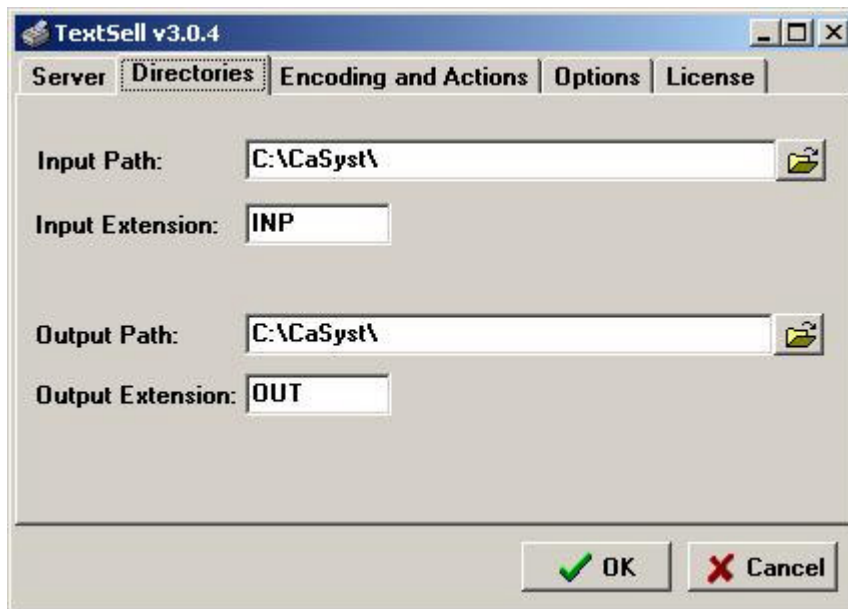 TextSell v3.0.4
Server Directories Encoding and Actions Options License
Input Path: C:\CaSyst\
Input Extension: INP
Output Path: C:\CaSyst\
Output Extension: OUT
OK Cancel